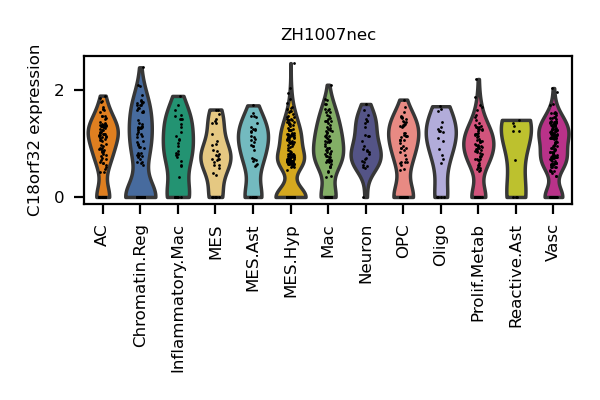 ZH1007nec
C18orf32 expression
2
0
AC
Chromatin.Reg
Inflammatory.Mac
MES
MES.Ast
MES.Hyp
Mac
Neuron
OPC
Oligo
Prolif.Metab
Reactive.Ast
Vasc